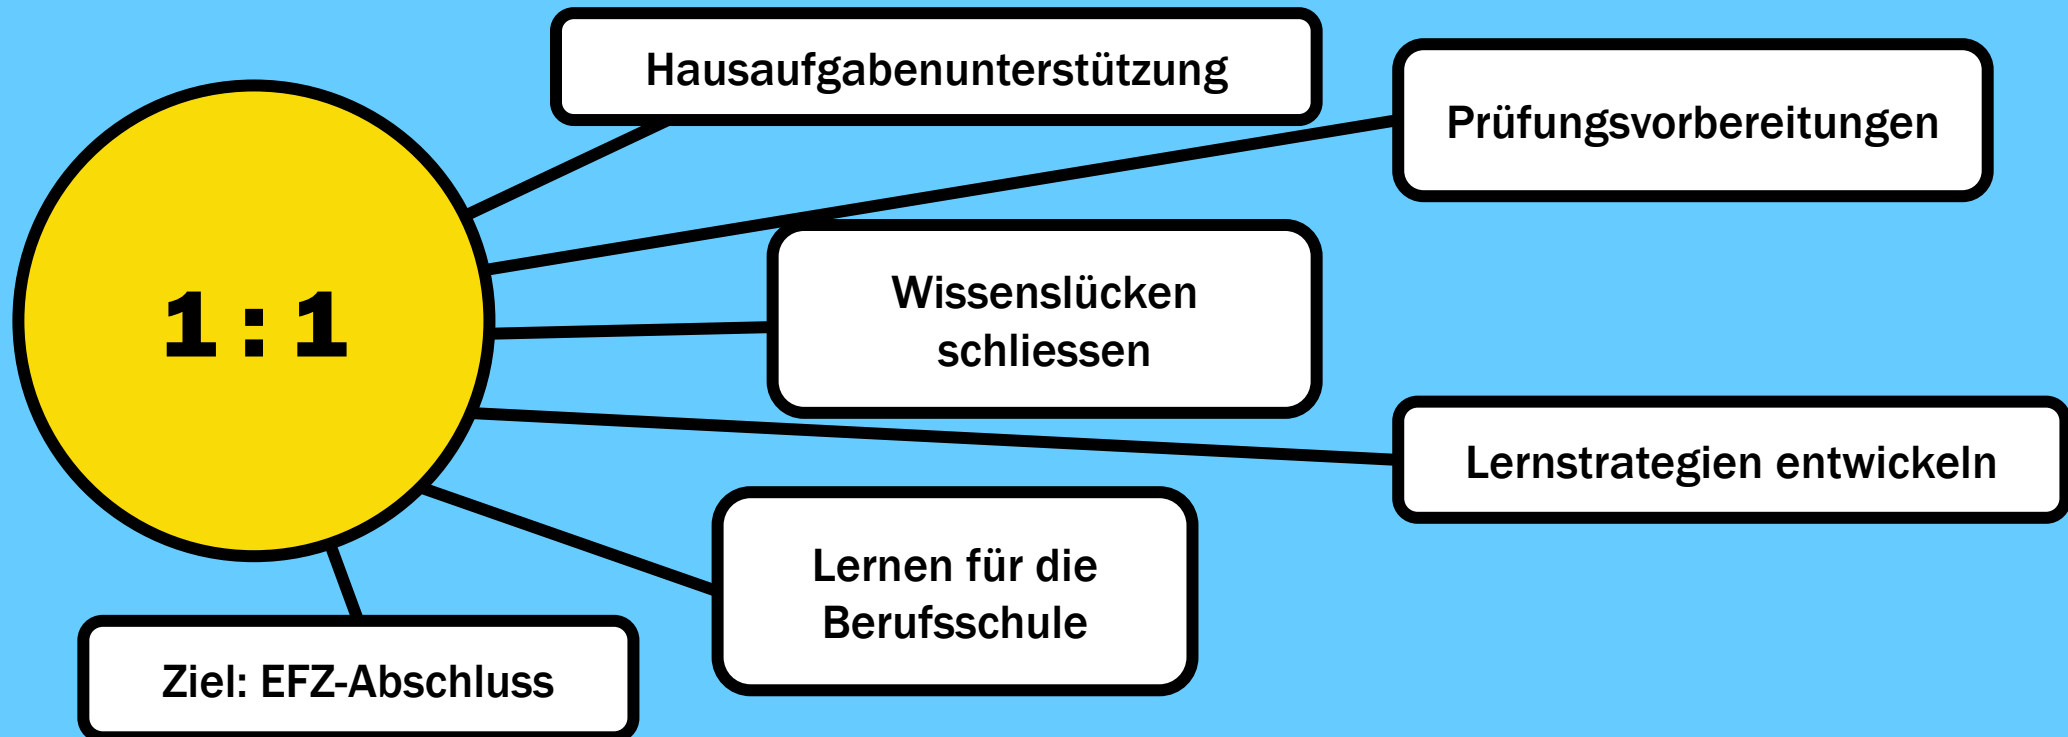 Hausaufgabenunterstützung
Prüfungsvorbereitungen
1 : 1
Wissenslücken
schliessen
Lernstrategien entwickeln
Lernen für die
Berufsschule
Ziel: EFZ-Abschluss